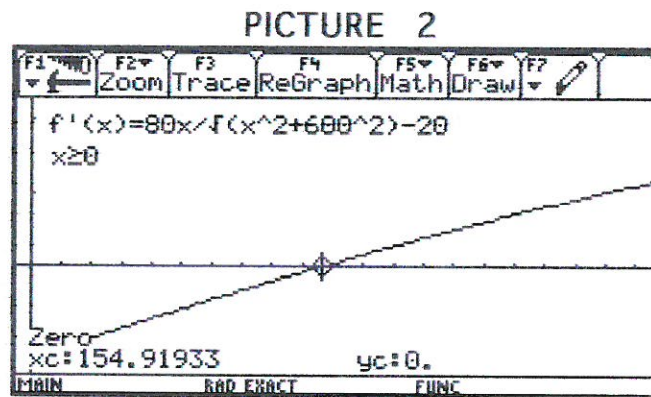 PICTURE 2
F1 F2 F3 F4 F5 F6 F7
Zoom Trace ReGraph Math Draw
f'(x)=80x/√(x^2+600^2)-20
x≥0
Zero
xc:154.91933 yc:0.
MAIN RAD EXACT FUNC